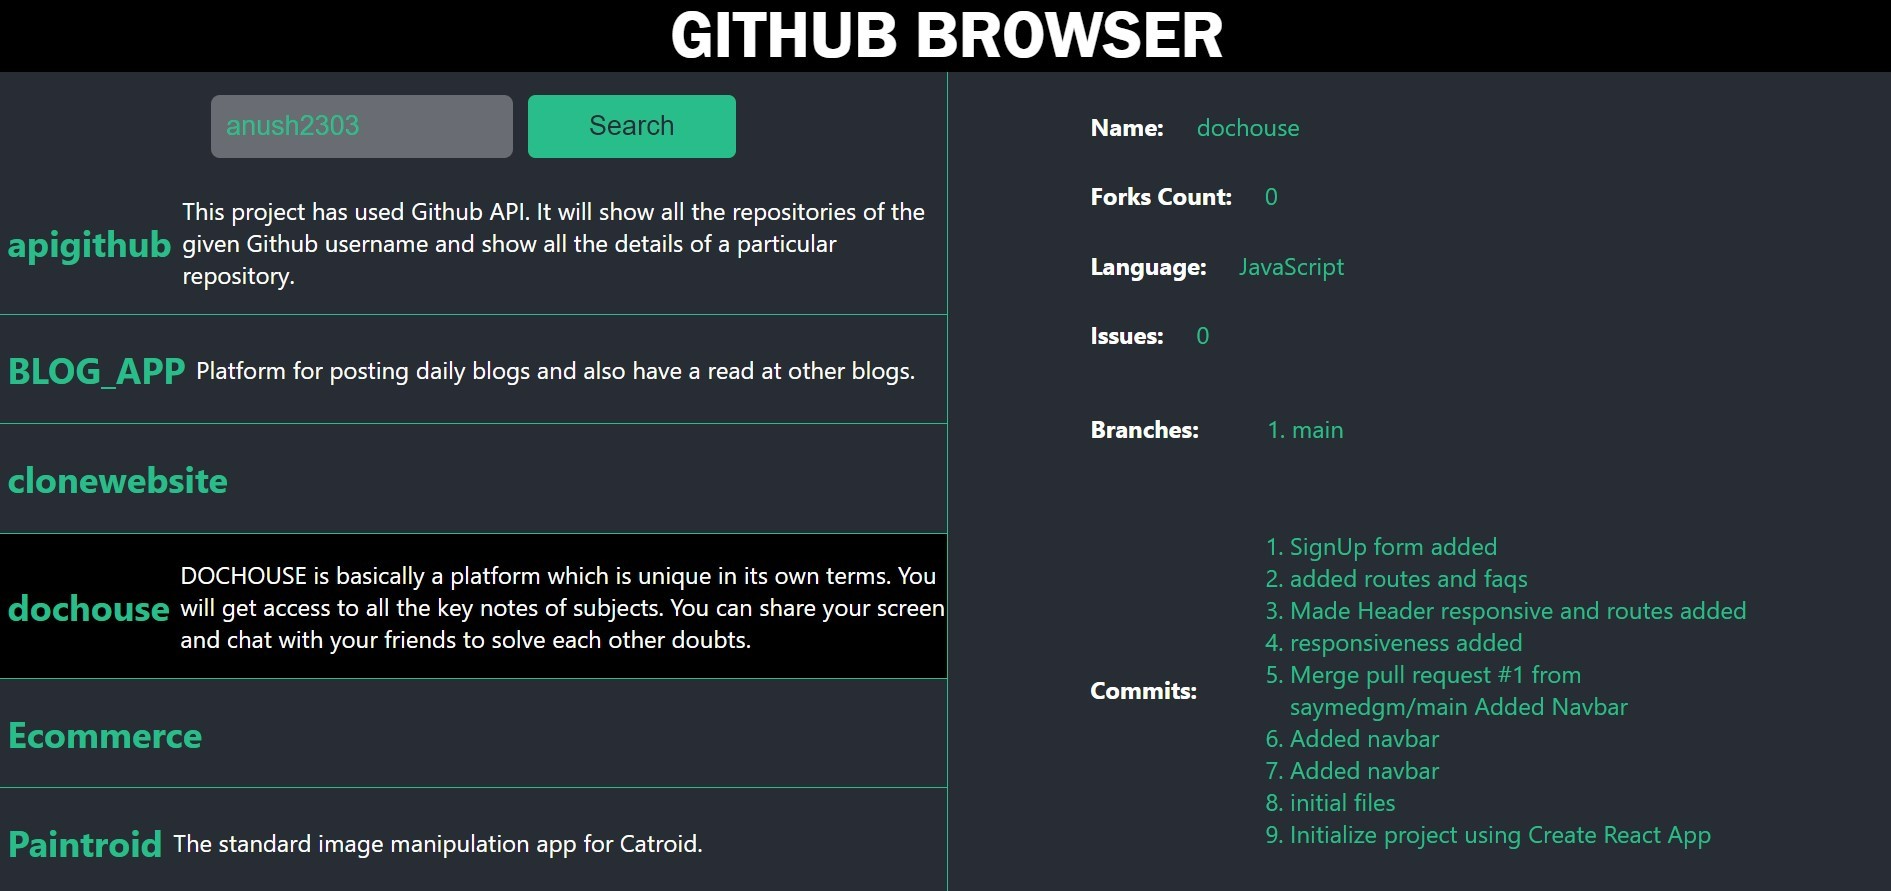 GITHUB BROWSER
anush2303
Search
apigithub
This project has used Github API. It will show all the repositories of the
given Github username and show all the details of a particular
repository.
BLOG_APP
Platform for posting daily blogs and also have a read at other blogs.
clonewebsite
dochouse
DOCHOUSE is basically a platform which is unique in its own terms. You
will get access to all the key notes of subjects. You can share your screen
and chat with your friends to solve each other doubts.
Ecommerce
Paintroid
The standard image manipulation app for Catroid.
Name: dochouse
Forks Count: 0
Language: JavaScript
Issues: 0
Branches: 1. main
Commits:
1. SignUp form added
2. added routes and faqs
3. Made Header responsive and routes added
4. responsiveness added
5. Merge pull request #1 from
saymedgm/main Added Navbar
6. Added navbar
7. Added navbar
8. initial files
9. Initialize project using Create React App